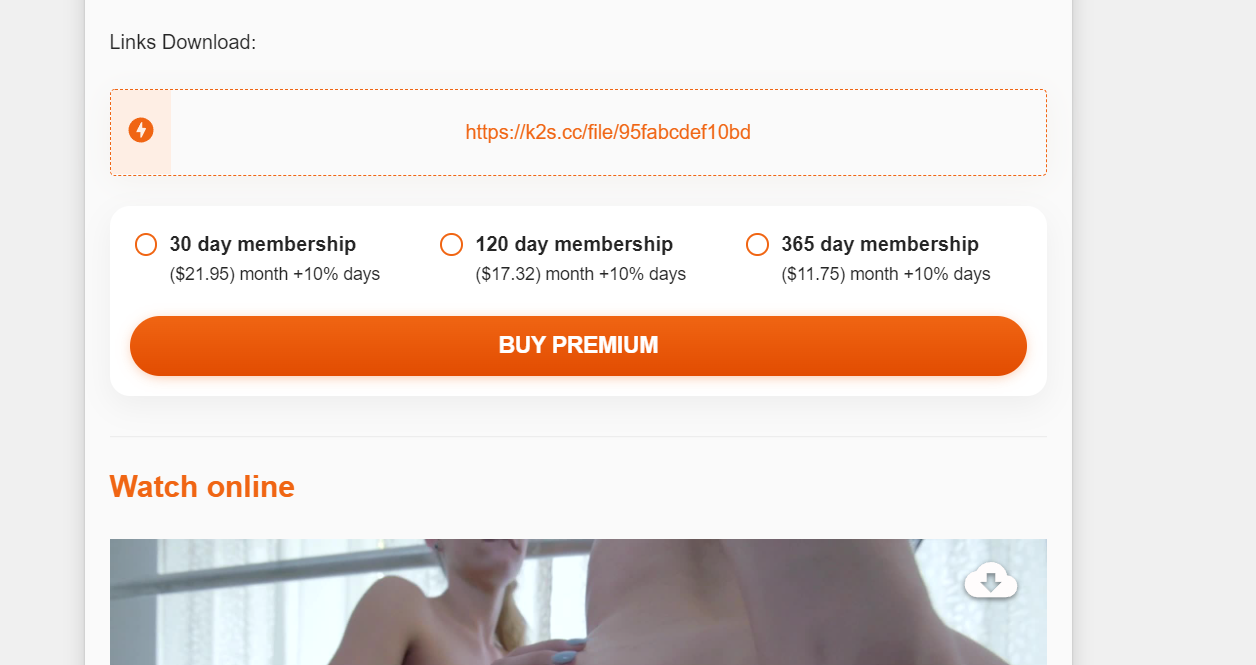 Links Download:
https://k2s.cc/file/95fabcdef10bd
30 day membership
($21.95) month +10% days
120 day membership
($17.32) month +10% days
365 day membership
($11.75) month +10% days
BUY PREMIUM
Watch online